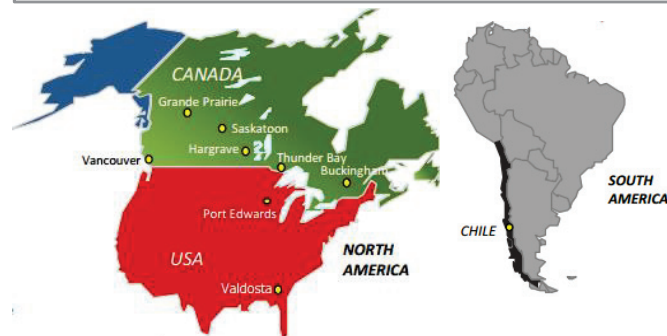 CANADA
Grande Prairie
Saskatoon
Hargrave
Thunder Bay
Vancouver
Buckingham
Port Edwards
USA
NORTH
AMERICA
Valdosta
SOUTH
AMERICA
CHILE